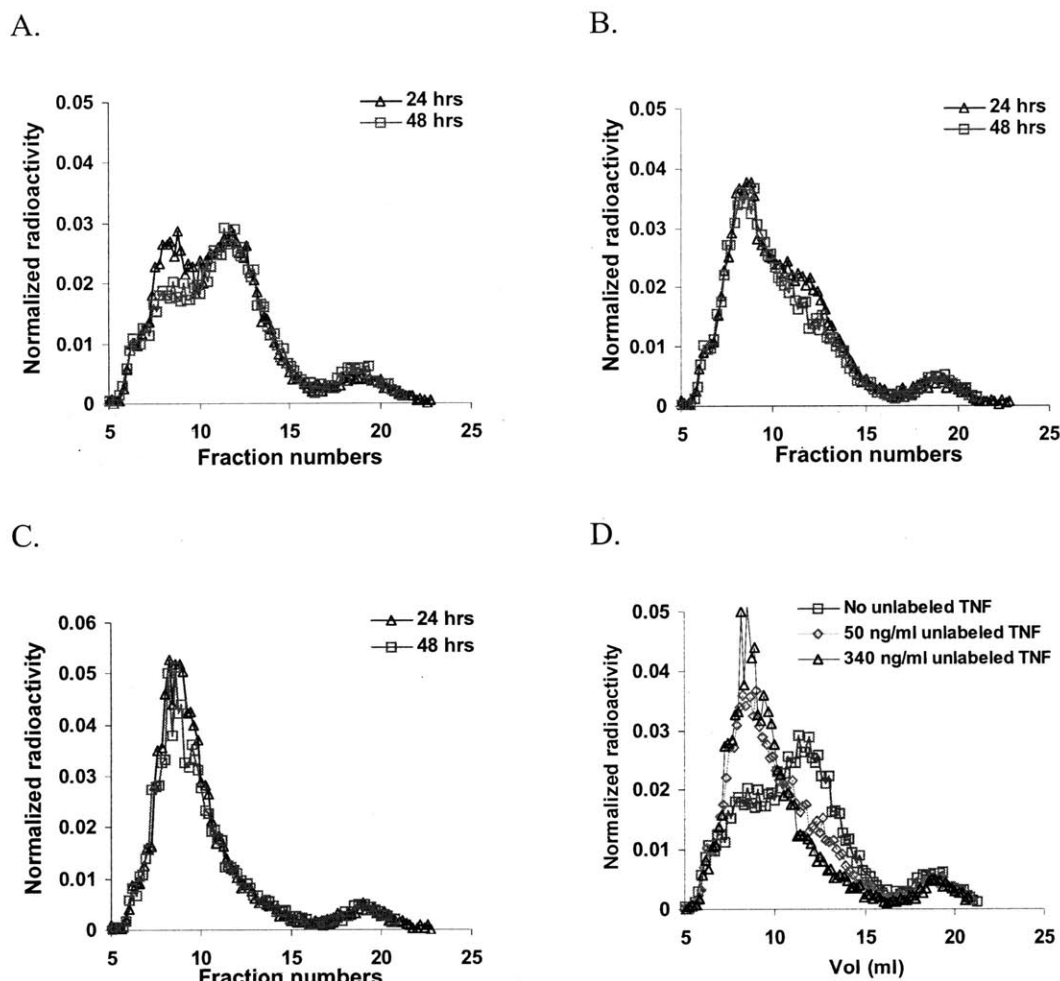 A.
B.
24 hrs
48 hrs
Normalized radioactivity
0.05
0.04
0.03
0.02
0.01
0
5 10 15 20 25
Fraction numbers
24 hrs
48 hrs
Normalized radioactivity
0.05
0.04
0.03
0.02
0.01
0
5 10 15 20 25
Fraction numbers
C.
D.
24 hrs
48 hrs
Normalized radioactivity
0.06
0.05
0.04
0.03
0.02
0.01
0
5 10 15 20 25
Fraction numbers
No unlabeled TNF
50 ng/ml unlabeled TNF
340 ng/ml unlabeled TNF
Normalized radioactivity
0.05
0.04
0.03
0.02
0.01
0
5 10 15 20 25
Vol (ml)